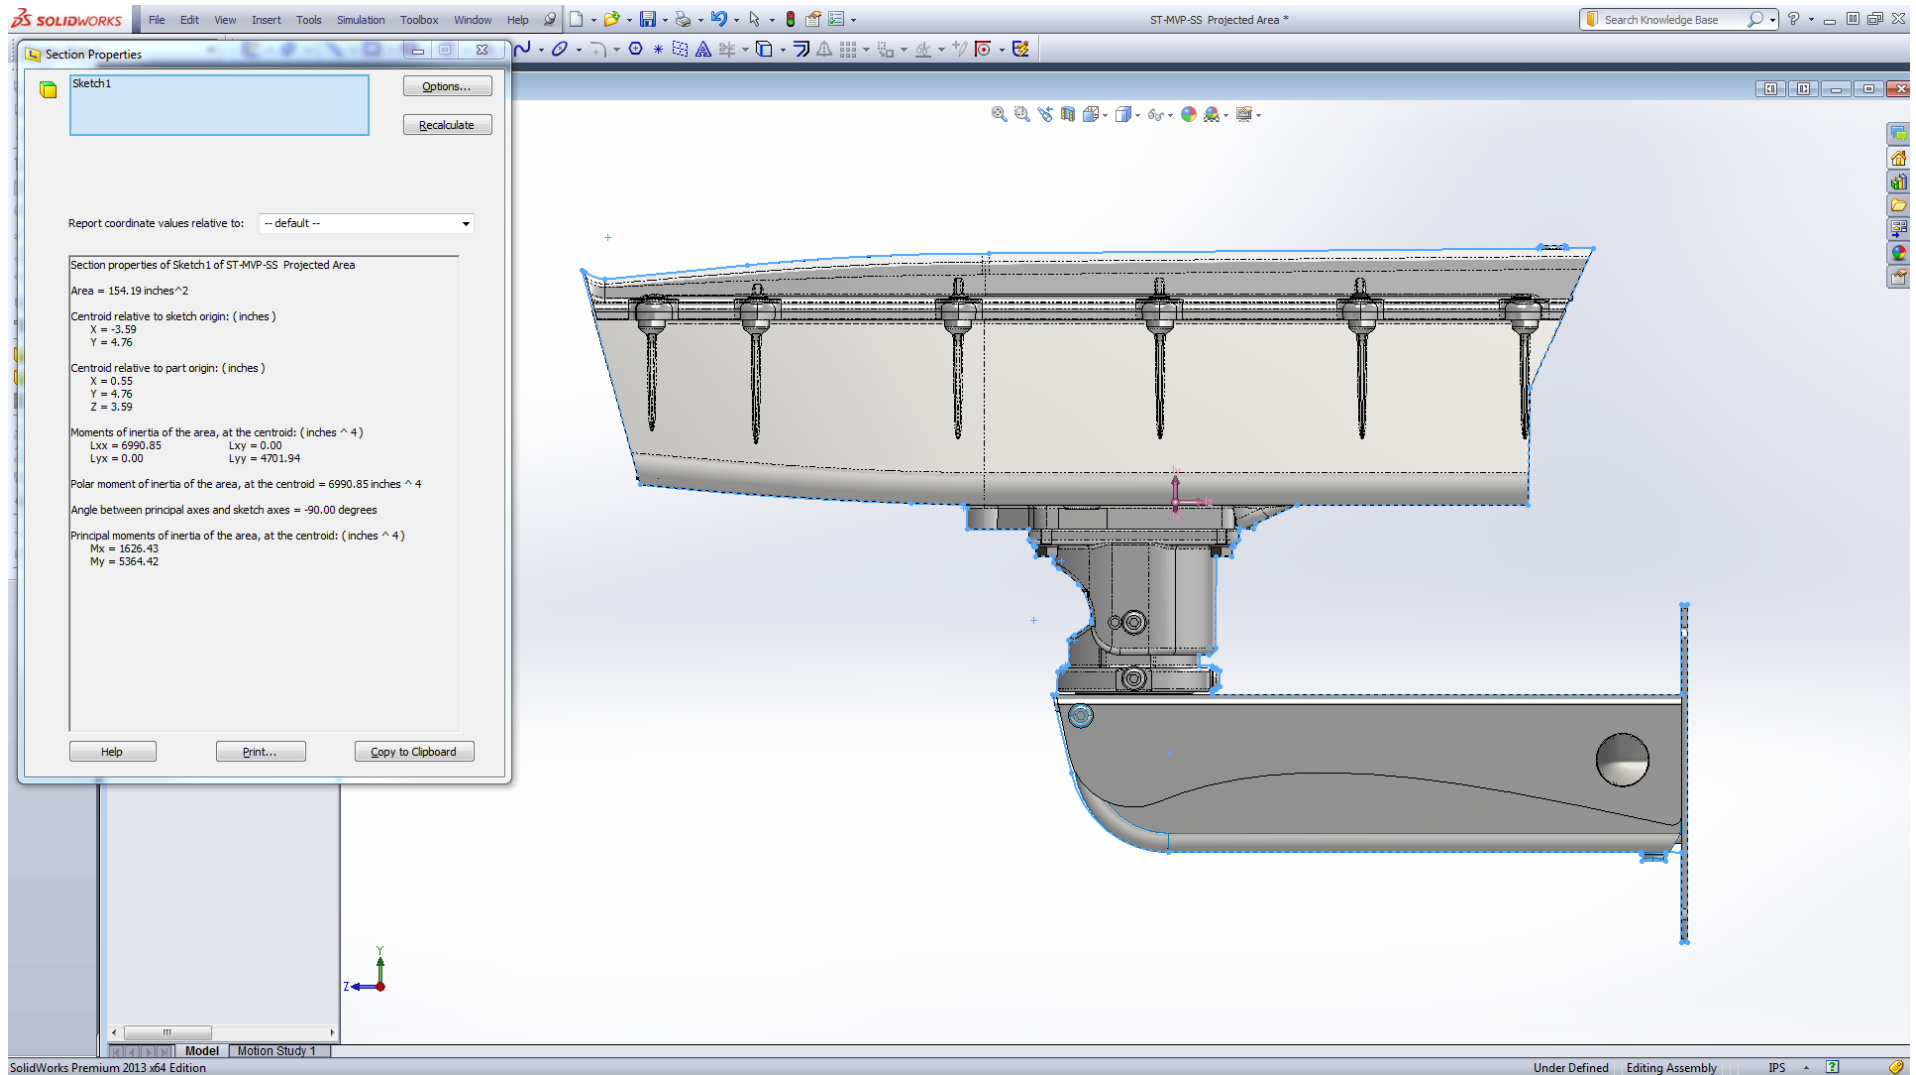 SOLIDWORKS File Edit View Insert Tools Simulation Toolbox Window Help ST-MVP-SS Projected Area * Search Knowledge Base
Section Properties
Sketch1
Options...
Recalculate
Report coordinate values relative to: -- default --
Section properties of Sketch1 of ST-MVP-SS Projected Area
Area = 154.19 inches^2
Centroid relative to sketch origin: ( inches )
X = -3.59
Y = 4.76
Centroid relative to part origin: ( inches )
X = 0.55
Y = 4.76
Z = 3.59
Moments of inertia of the area, at the centroid: ( inches ^ 4 )
Lxx = 6990.85 Lxy = 0.00
Lyx = 0.00 Lyy = 4701.94
Polar moment of inertia of the area, at the centroid = 6990.85 inches ^ 4
Angle between principal axes and sketch axes = -90.00 degrees
Principal moments of inertia of the area, at the centroid: ( inches ^ 4 )
Mx = 1626.43
My = 5364.42
Help Print... Copy to Clipboard
Y
Z
Model Motion Study 1
SolidWorks Premium 2013 x64 Edition Under Defined Editing Assembly IPS